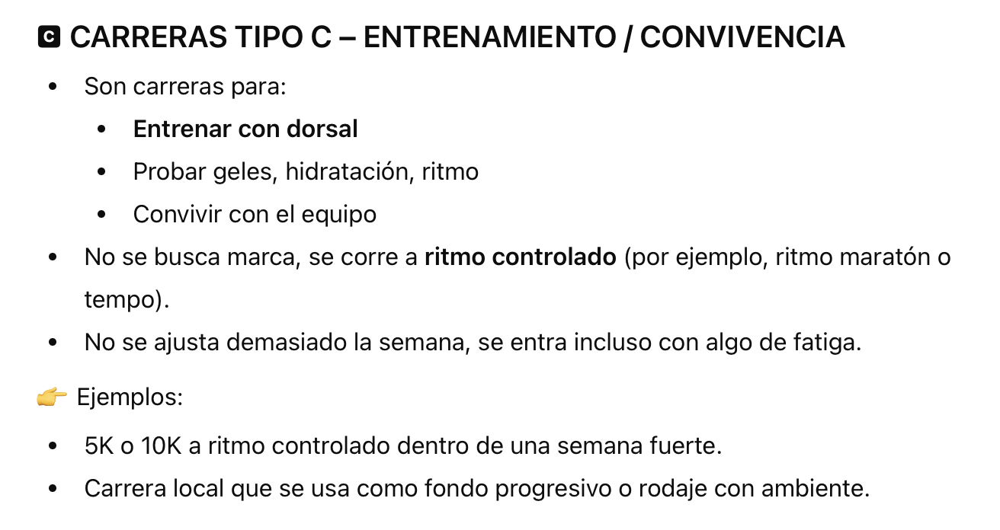 🅲 CARRERAS TIPO C – ENTRENAMIENTO / CONVIVENCIA
• Son carreras para:
• Entrenar con dorsal
• Probar geles, hidratación, ritmo
• Convivir con el equipo
• No se busca marca, se corre a ritmo controlado (por ejemplo, ritmo maratón o
tempo).
• No se ajusta demasiado la semana, se entra incluso con algo de fatiga.
👉 Ejemplos:
• 5K o 10K a ritmo controlado dentro de una semana fuerte.
• Carrera local que se usa como fondo progresivo o rodaje con ambiente.